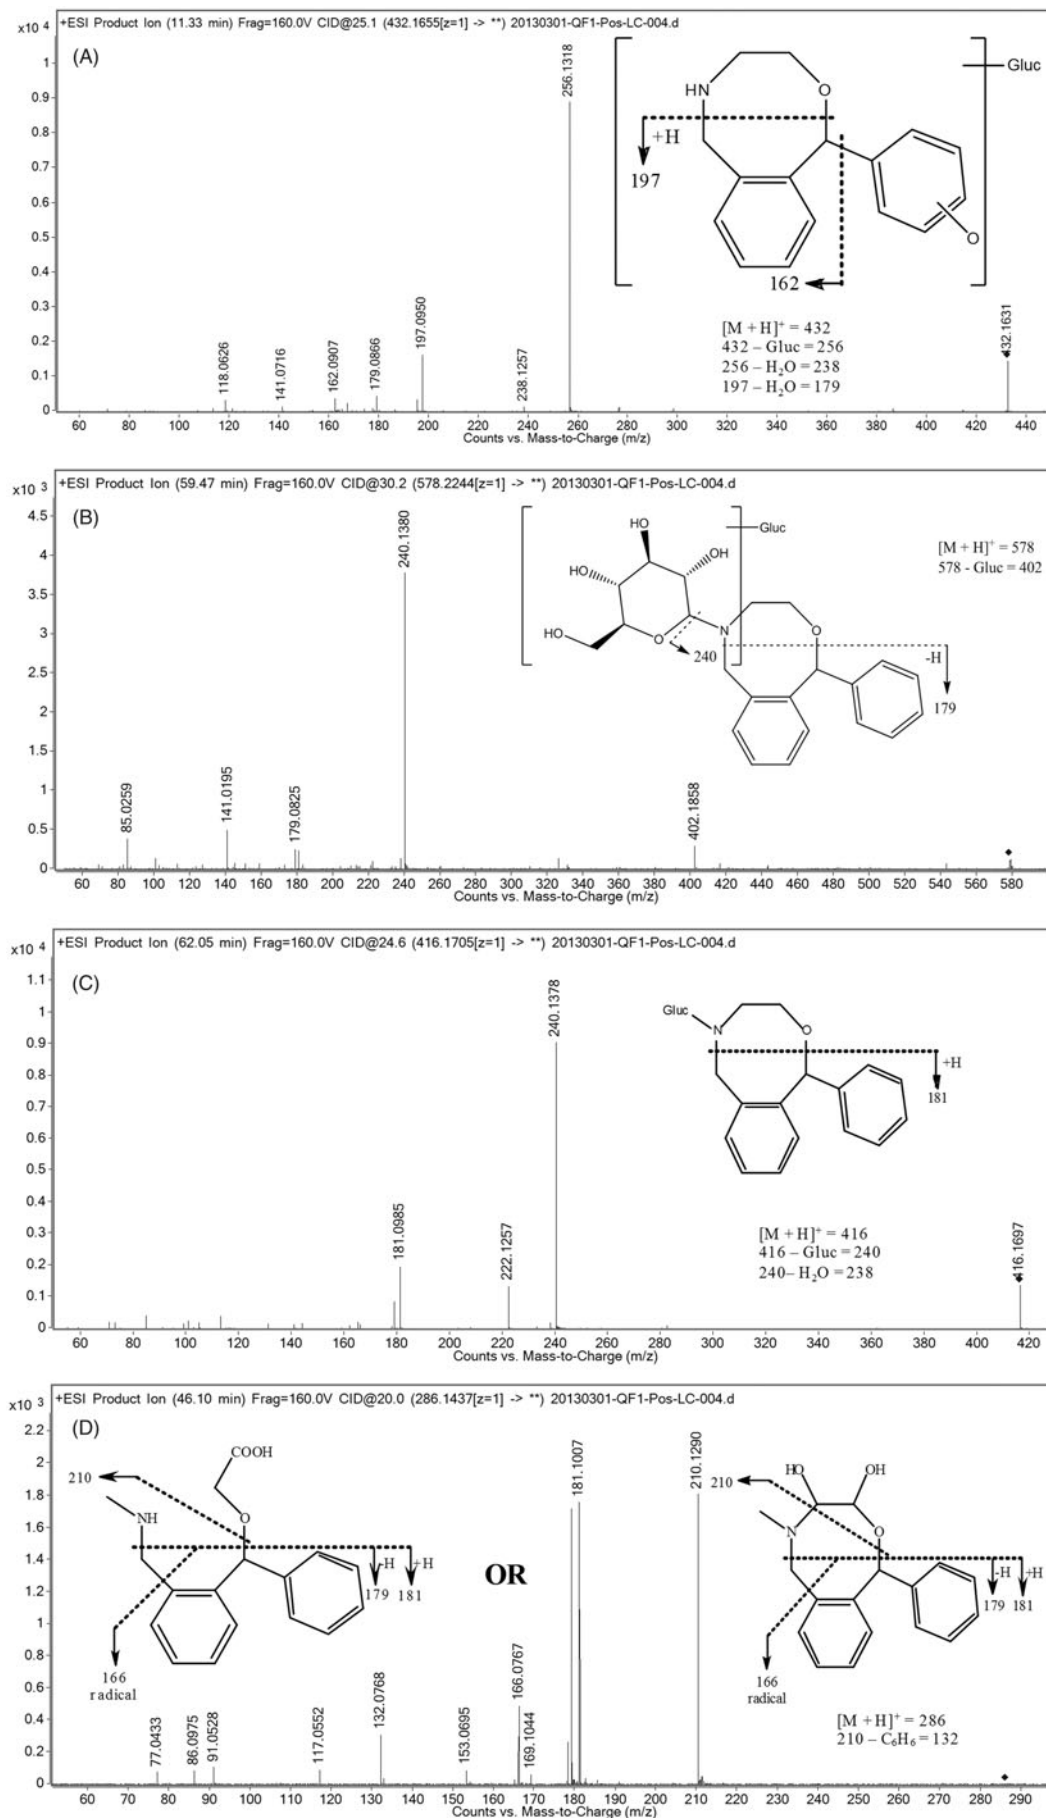 +ESI Product Ion (11.33 min) Frag=160.0V CID@25.1 (432.1655[z=1] -> **) 20130301-QF1-Pos-LC-004.d
x10 4
(A)
1
0.9
0.8
0.7
0.6
0.5
0.4
0.3
0.2
0.1
0
118.0626
141.0716
162.0907
179.0866
197.0950
238.1257
256.1318
432.1631
HN
O
Gluc
+H
197
162
O
[M + H]+ = 432
432 – Gluc = 256
256 – H2O = 238
197 – H2O = 179
60 80 100 120 140 160 180 200 220 240 260 280 300 320 340 360 380 400 420 440
Counts vs. Mass-to-Charge (m/z)
+ESI Product Ion (59.47 min) Frag=160.0V CID@30.2 (578.2244[z=1] -> **) 20130301-QF1-Pos-LC-004.d
x10 3
(B)
4.5
4
3.5
3
2.5
2
1.5
1
0.5
0
85.0259
141.0195
179.0825
240.1380
402.1858
HO
OH
HO
HO
O
N
O
Gluc
240
-H
179
[M + H]+ = 578
578 - Gluc = 402
60 80 100 120 140 160 180 200 220 240 260 280 300 320 340 360 380 400 420 440 460 480 500 520 540 560 580
Counts vs. Mass-to-Charge (m/z)
+ESI Product Ion (62.05 min) Frag=160.0V CID@24.6 (416.1705[z=1] -> **) 20130301-QF1-Pos-LC-004.d
x10 4
(C)
1.1
1
0.9
0.8
0.7
0.6
0.5
0.4
0.3
0.2
0.1
0
181.0985
222.1257
240.1378
416.1697
Gluc
N
O
+H
181
[M + H]+ = 416
416 – Gluc = 240
240– H2O = 238
60 80 100 120 140 160 180 200 220 240 260 280 300 320 340 360 380 400 420
Counts vs. Mass-to-Charge (m/z)
+ESI Product Ion (46.10 min) Frag=160.0V CID@20.0 (286.1437[z=1] -> **) 20130301-QF1-Pos-LC-004.d
x10 3
(D)
2.2
2
1.8
1.6
1.4
1.2
1
0.8
0.6
0.4
0.2
0
77.0433
86.0975
91.0528
117.0552
132.0768
153.0695
166.0767
169.1044
181.1007
210.1290
COOH
210
NH
O
-H
+H
179
181
166
radical
OR
HO
OH
210
N
O
-H
+H
179
181
166
radical
[M + H]+ = 286
210 – C6H6 = 132
60 70 80 90 100 110 120 130 140 150 160 170 180 190 200 210 220 230 240 250 260 270 280 290
Counts vs. Mass-to-Charge (m/z)